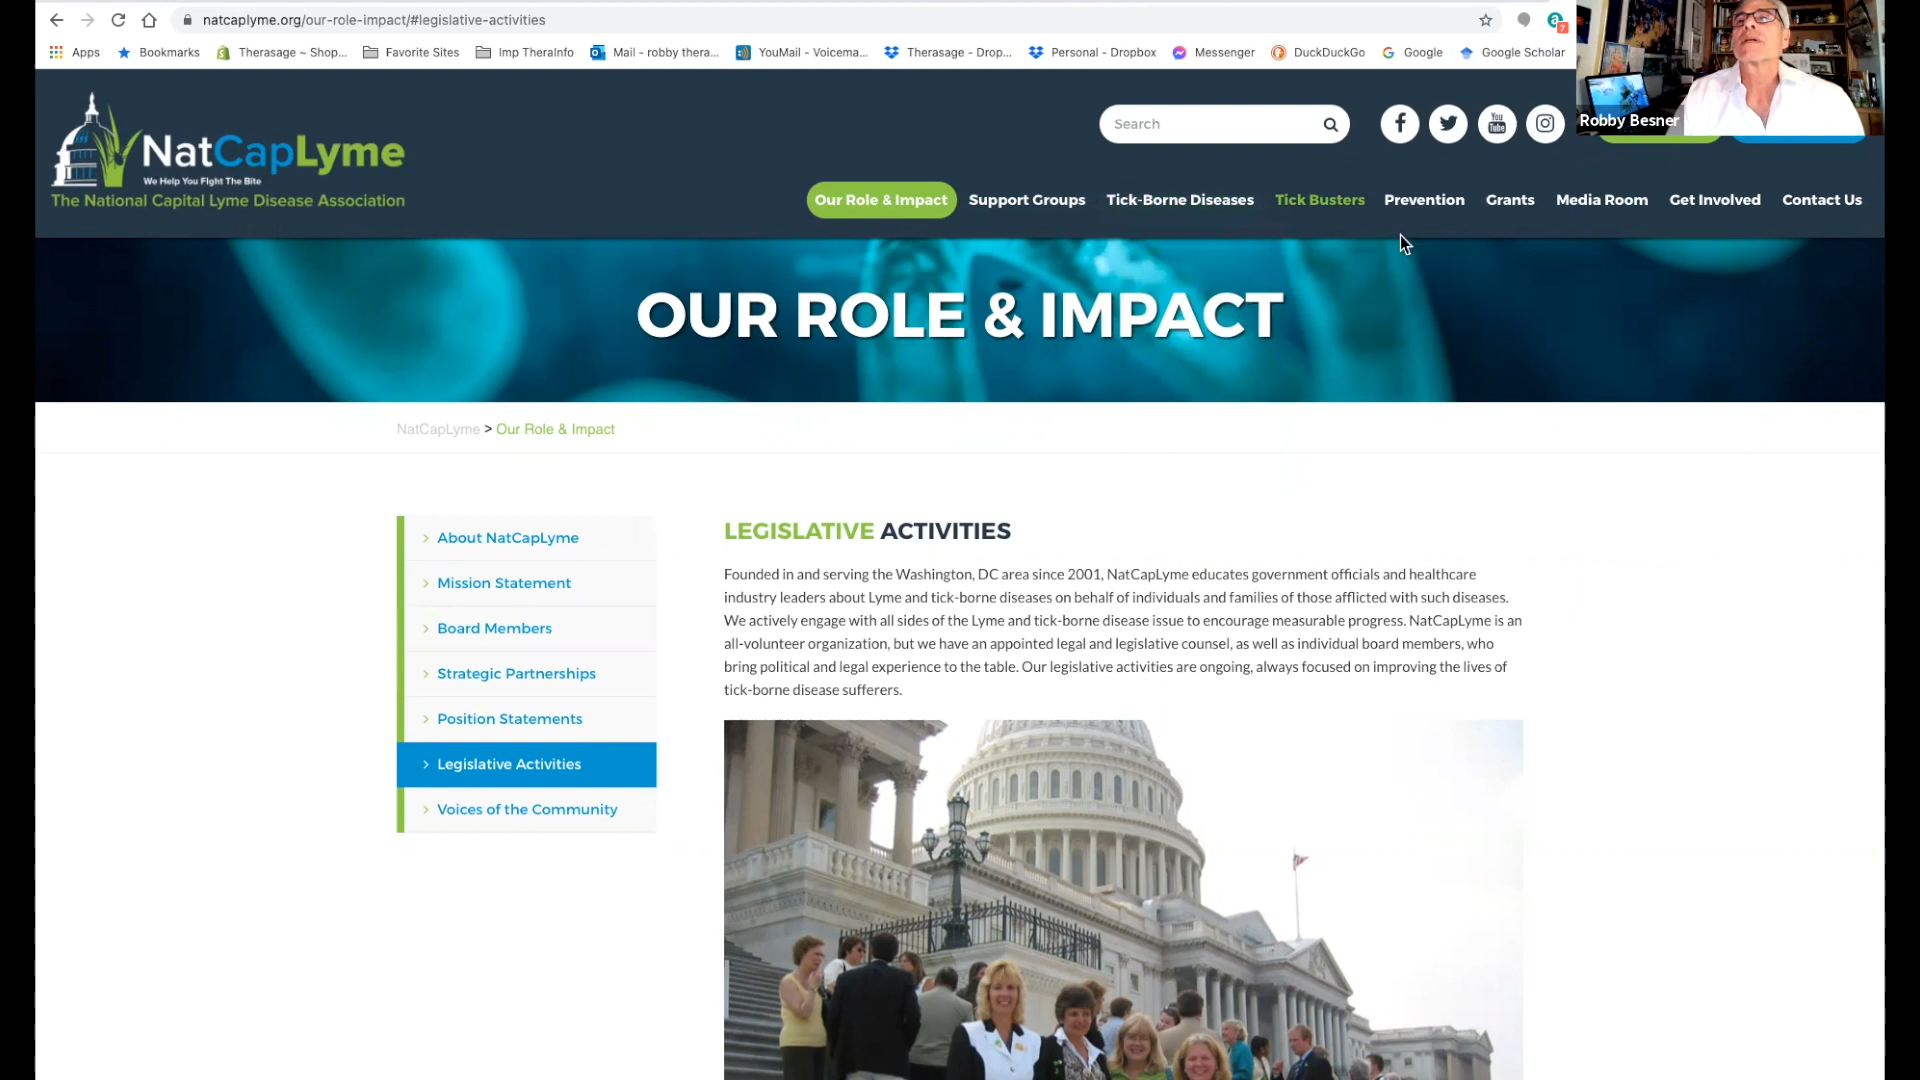 natcaplyme.org/our-role-impact/#legislative-activities
7
Apps
Bookmarks
Therasage ~ Shop...
Favorite Sites
Imp TheraInfo
Mail - robby thera...
YouMail - Voicema...
Therasage - Drop...
Personal - Dropbox
Messenger
DuckDuckGo
Google
Google Scholar
Robby Besner
NatCapLyme
We Help You Fight The Bite
The National Capital Lyme Disease Association
Search
You Tube
Our Role & Impact
Support Groups
Tick-Borne Diseases
Tick Busters
Prevention
Grants
Media Room
Get Involved
Contact Us
OUR ROLE & IMPACT
NatCapLyme > Our Role & Impact
About NatCapLyme
Mission Statement
Board Members
Strategic Partnerships
Position Statements
Legislative Activities
Voices of the Community
LEGISLATIVE ACTIVITIES
Founded in and serving the Washington, DC area since 2001, NatCapLyme educates government officials and healthcare
industry leaders about Lyme and tick-borne diseases on behalf of individuals and families of those afflicted with such diseases.
We actively engage with all sides of the Lyme and tick-borne disease issue to encourage measurable progress. NatCapLyme is an
all-volunteer organization, but we have an appointed legal and legislative counsel, as well as individual board members, who
bring political and legal experience to the table. Our legislative activities are ongoing, always focused on improving the lives of
tick-borne disease sufferers.